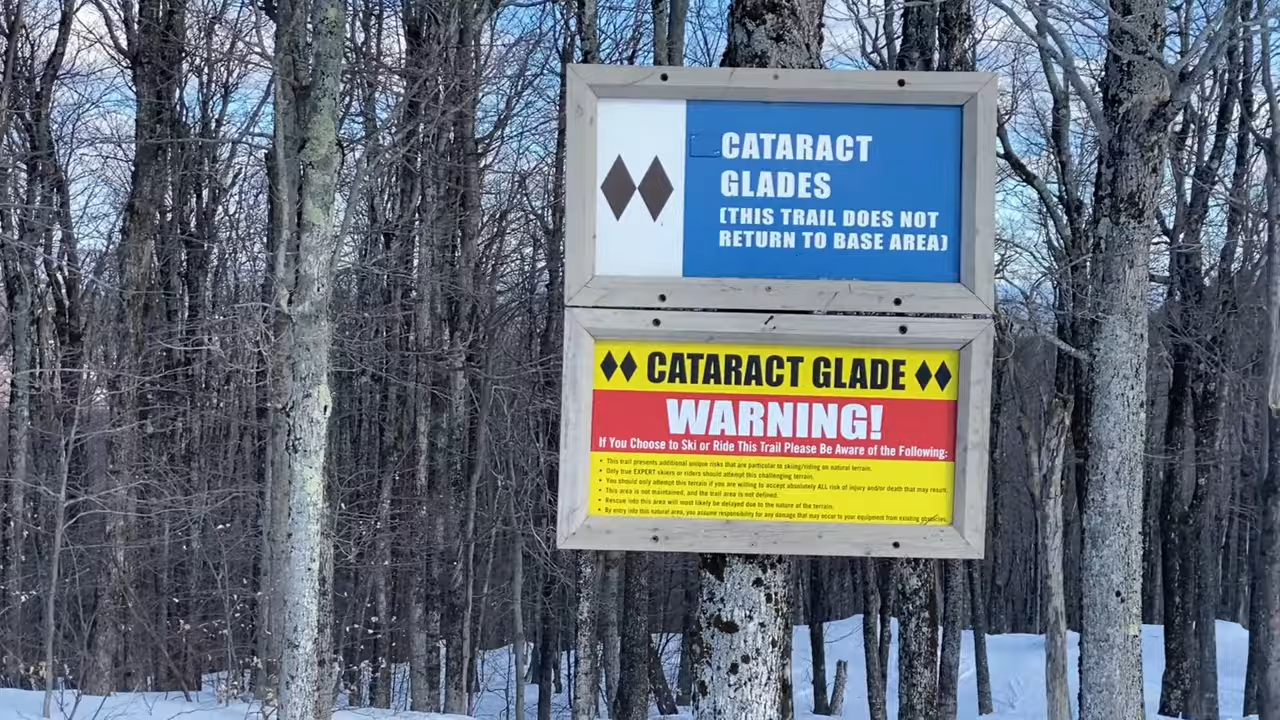 CATARACT
GLADES
(THIS TRAIL DOES NOT
RETURN TO BASE AREA)
CATARACT GLADE
WARNING!
If You Choose to Ski or Ride This Trail Please Be Aware of the Following:
• This trail presents additional unique risks that are particular to skiing/riding on natural terrain.
• Only true EXPERT skiers or riders should attempt this challenging terrain.
• You should only attempt this terrain if you are willing to accept absolutely ALL risk of injury and/or death that may result.
• This area is not maintained, and the trail area is not defined.
• Rescue into this area will most likely be delayed due to the nature of the terrain.
• By entry into this natural area, you assume responsibility for any damage that may occur to your equipment from existing obstacles.